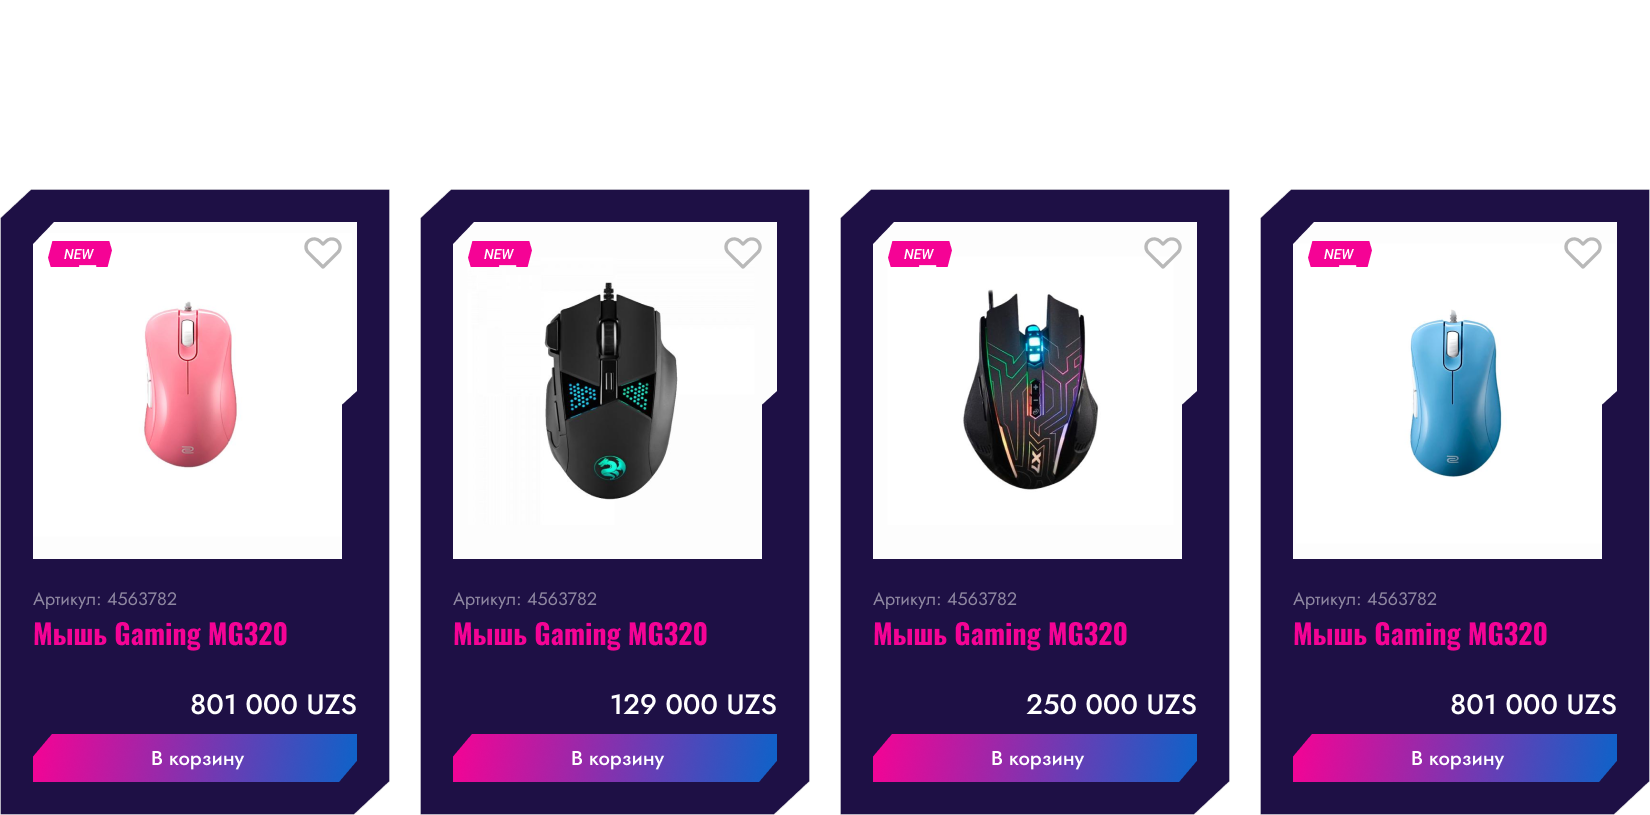 NEW
Артикул: 4563782
Мышь Gaming MG320
801 000 UZS
В корзину
NEW
Артикул: 4563782
Мышь Gaming MG320
129 000 UZS
В корзину
NEW
X7
Артикул: 4563782
Мышь Gaming MG320
250 000 UZS
В корзину
NEW
Артикул: 4563782
Мышь Gaming MG320
801 000 UZS
В корзину